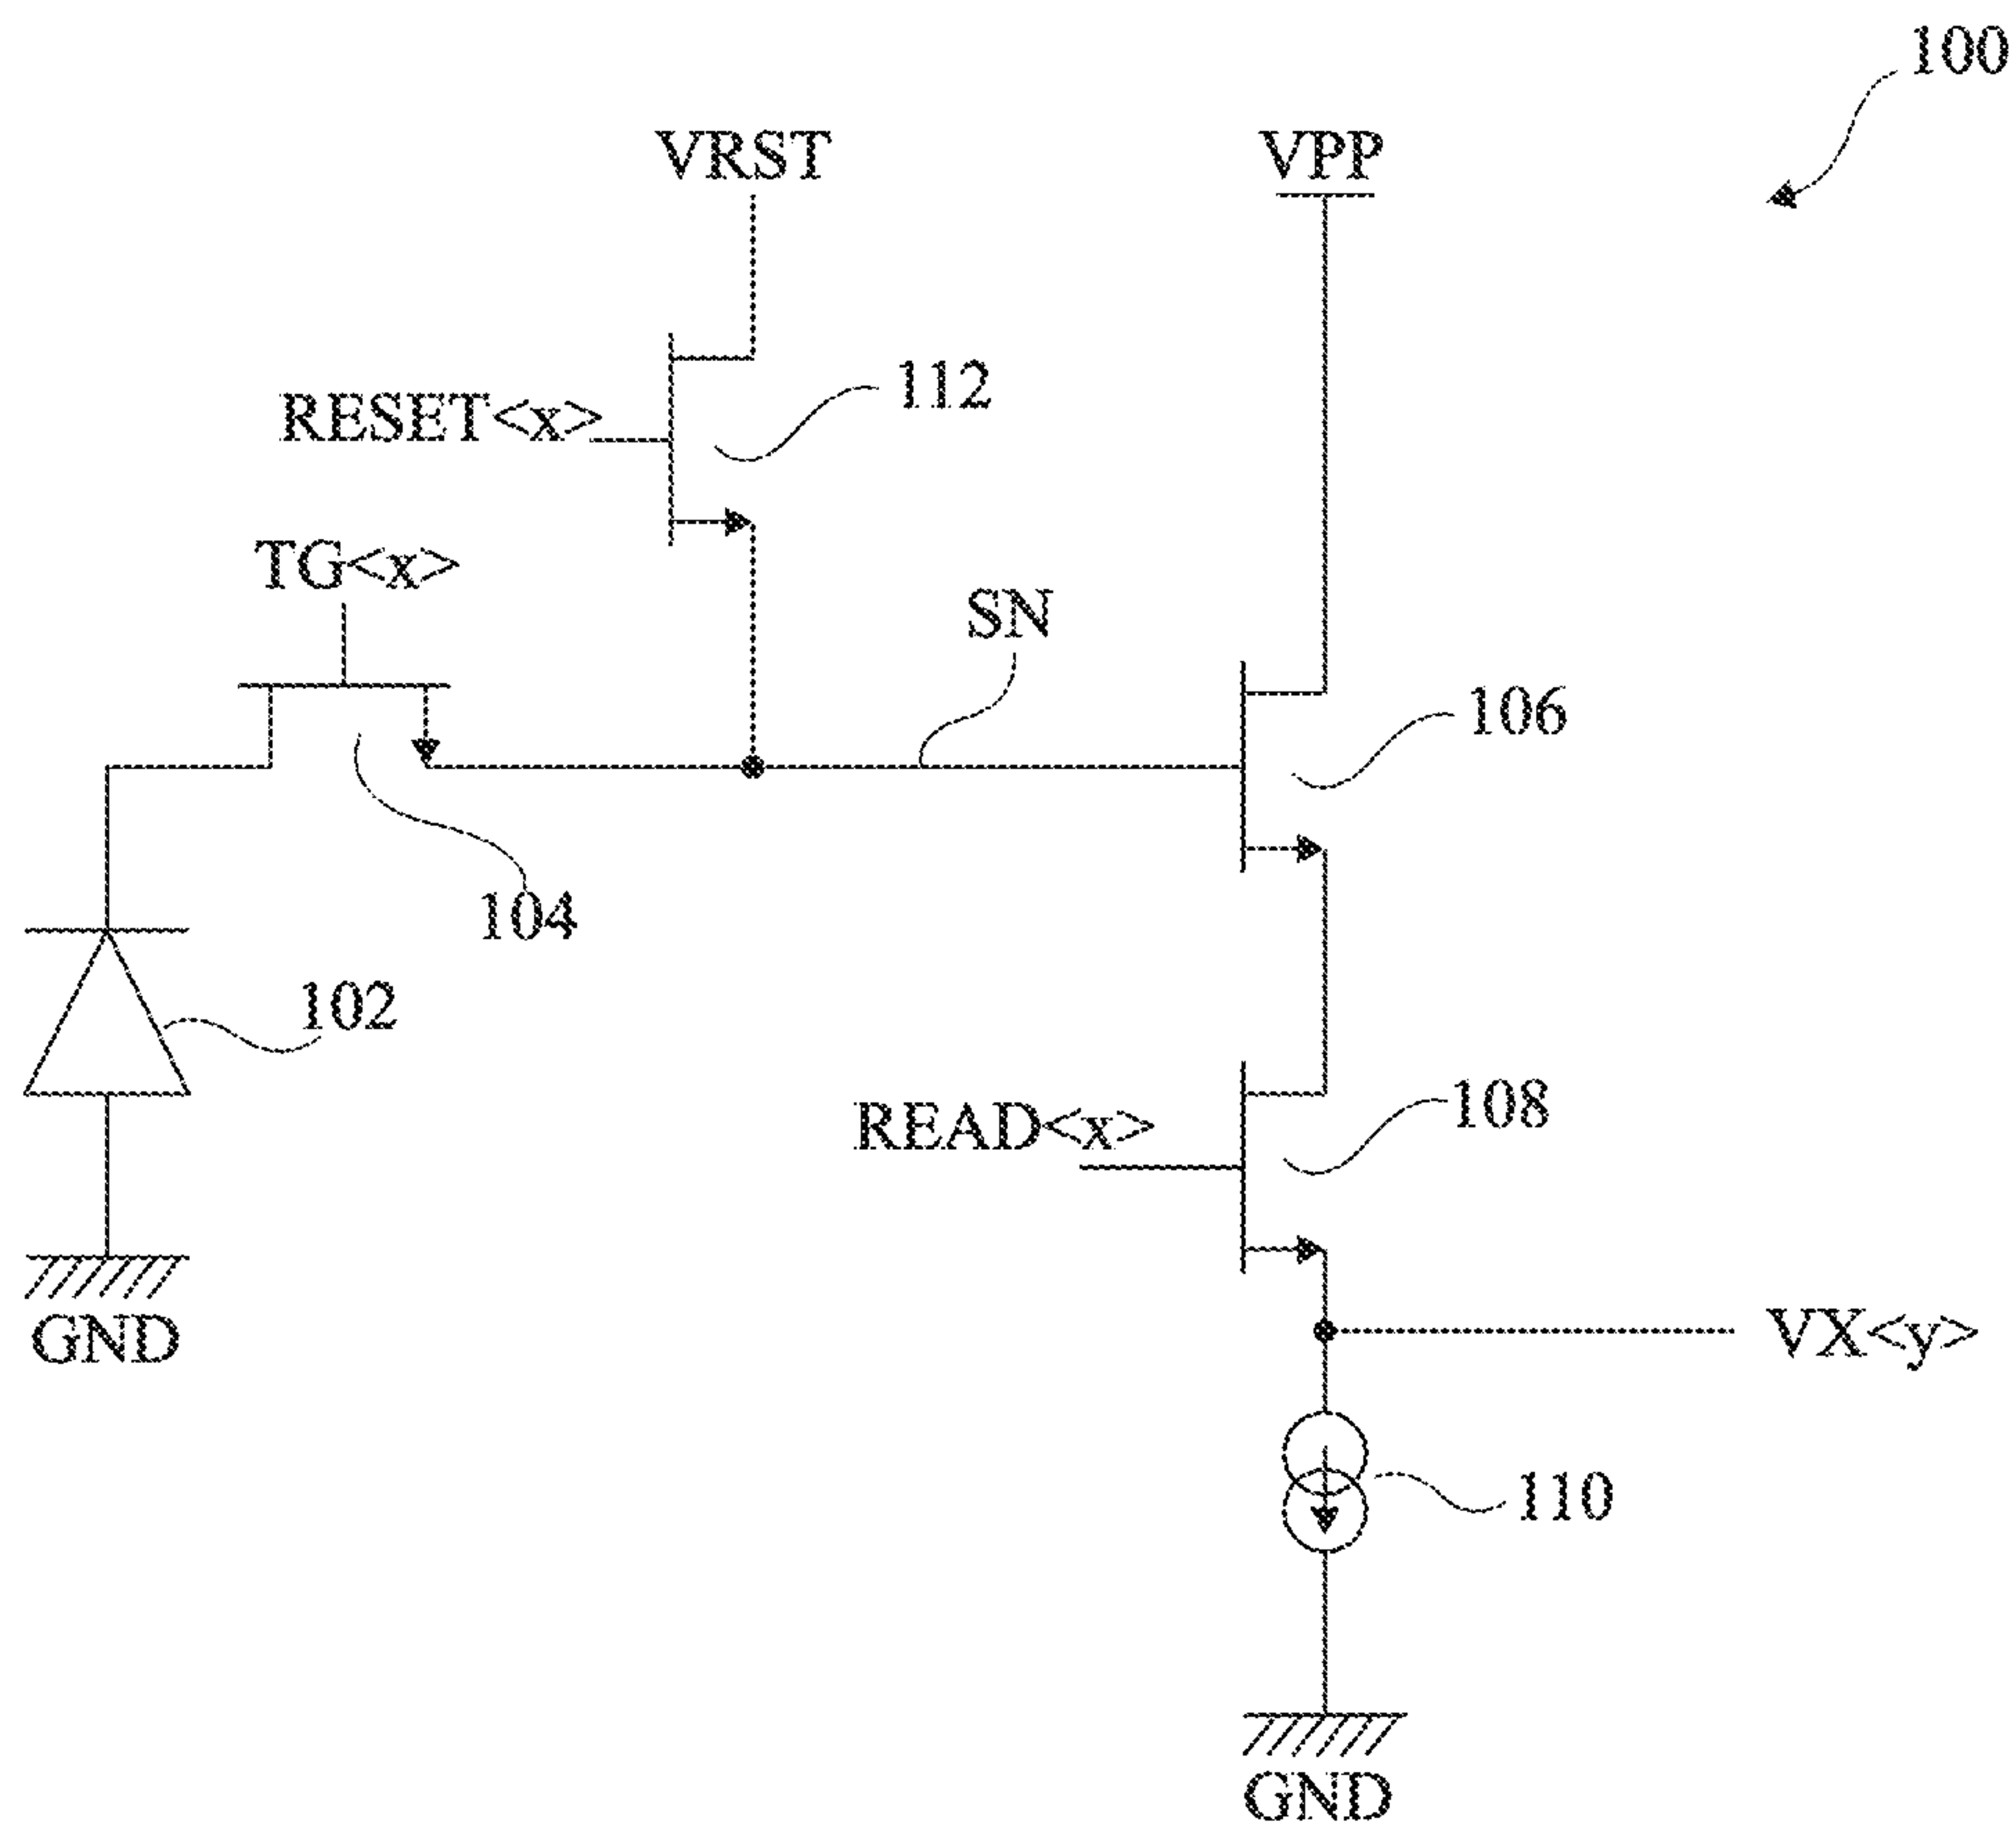 100
VRST
VPP
112
RESET<x>
TG<x>
SN
106
104
102
108
READ<x>
GND
VX<y>
110
GND